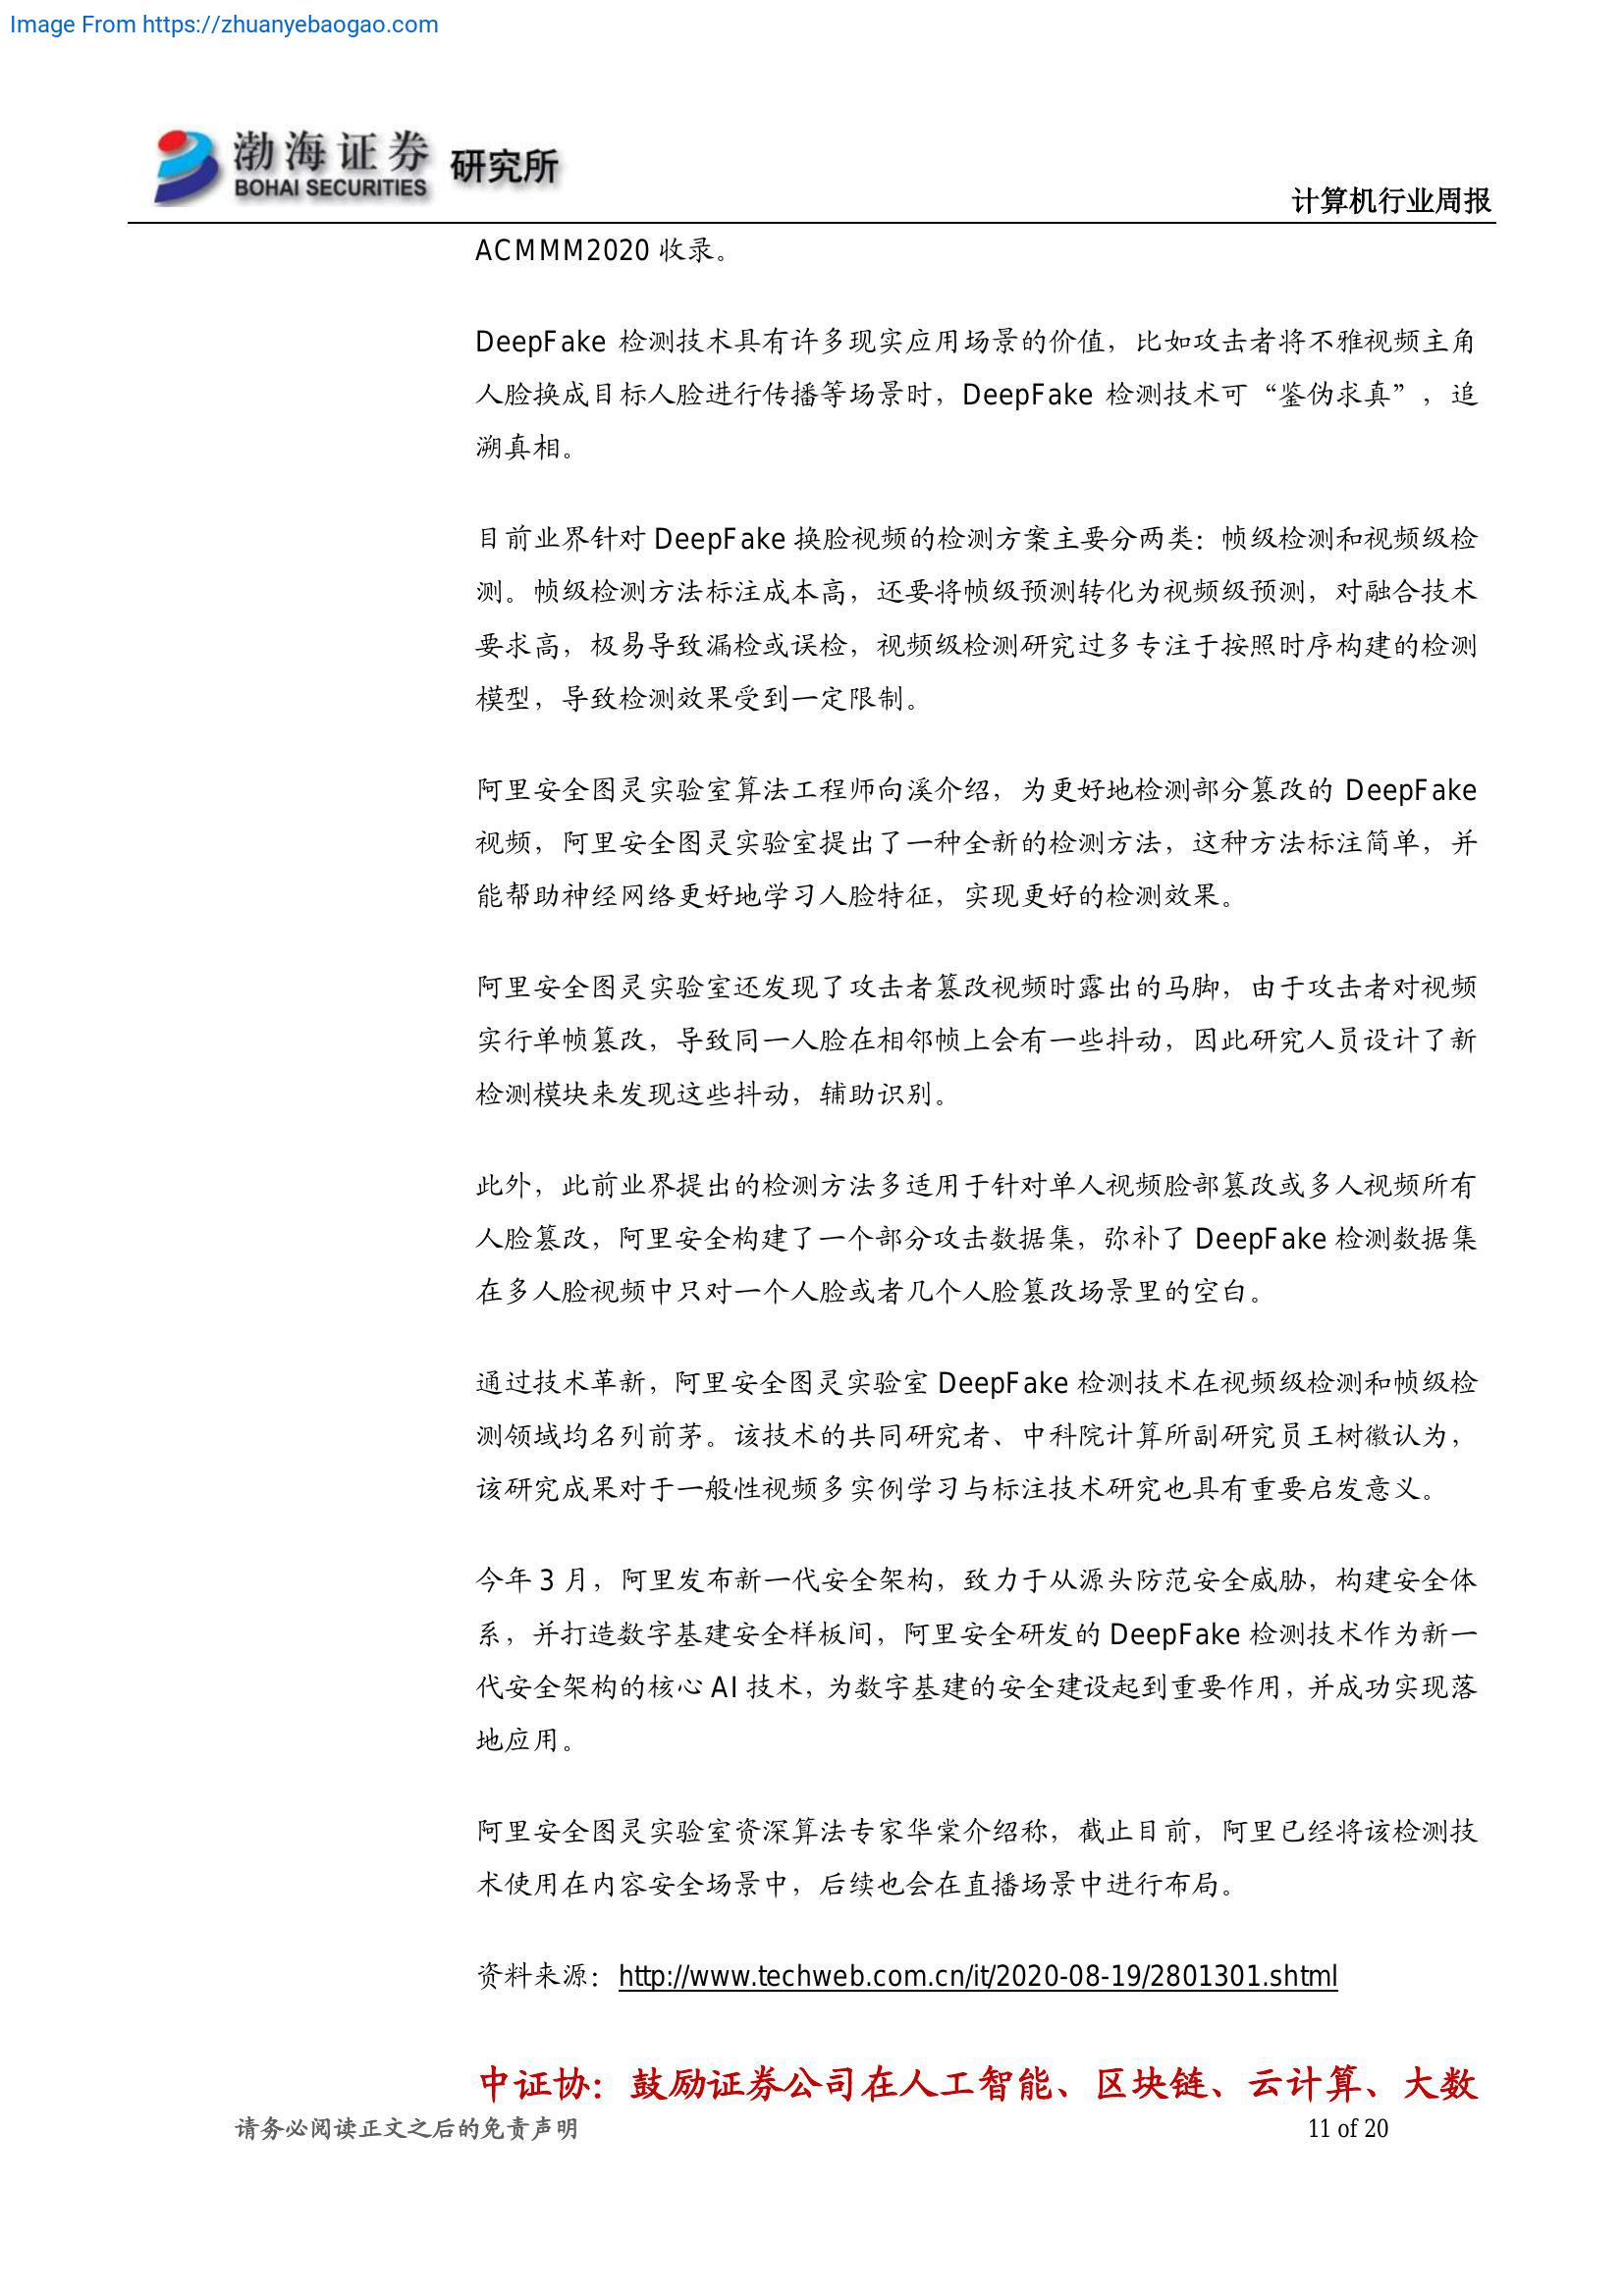 Image From https://zhuanyebaogao.com
渤海证券 研究所
BOHAI SECURITIES
计算机行业周报
ACMMM2020 收录。
DeepFake 检测技术具有许多现实应用场景的价值，比如攻击者将不雅视频主角
人脸换成目标人脸进行传播等场景时，DeepFake 检测技术可“鉴伪求真”，追
溯真相。
目前业界针对 DeepFake 换脸视频的检测方案主要分两类：帧级检测和视频级检
测。帧级检测方法标注成本高，还要将帧级预测转化为视频级预测，对融合技术
要求高，极易导致漏检或误检，视频级检测研究过多专注于按照时序构建的检测
模型，导致检测效果受到一定限制。
阿里安全图灵实验室算法工程师向溪介绍，为更好地检测部分篡改的 DeepFake
视频，阿里安全图灵实验室提出了一种全新的检测方法，这种方法标注简单，并
能帮助神经网络更好地学习人脸特征，实现更好的检测效果。
阿里安全图灵实验室还发现了攻击者篡改视频时露出的马脚，由于攻击者对视频
实行单帧篡改，导致同一人脸在相邻帧上会有一些抖动，因此研究人员设计了新
检测模块来发现这些抖动，辅助识别。
此外，此前业界提出的检测方法多适用于针对单人视频脸部篡改或多人视频所有
人脸篡改，阿里安全构建了一个部分攻击数据集，弥补了 DeepFake 检测数据集
在多人脸视频中只对一个人脸或者几个人脸篡改场景里的空白。
通过技术革新，阿里安全图灵实验室 DeepFake 检测技术在视频级检测和帧级检
测领域均名列前茅。该技术的共同研究者、中科院计算所副研究员王树徽认为，
该研究成果对于一般性视频多实例学习与标注技术研究也具有重要启发意义。
今年 3 月，阿里发布新一代安全架构，致力于从源头防范安全威胁，构建安全体
系，并打造数字基建安全样板间，阿里安全研发的 DeepFake 检测技术作为新一
代安全架构的核心 AI 技术，为数字基建的安全建设起到重要作用，并成功实现落
地应用。
阿里安全图灵实验室资深算法专家华棠介绍称，截止目前，阿里已经将该检测技
术使用在内容安全场景中，后续也会在直播场景中进行布局。
资料来源：http://www.techweb.com.cn/it/2020-08-19/2801301.shtml
中证协：鼓励证券公司在人工智能、区块链、云计算、大数
请务必阅读正文之后的免责声明
11 of 20